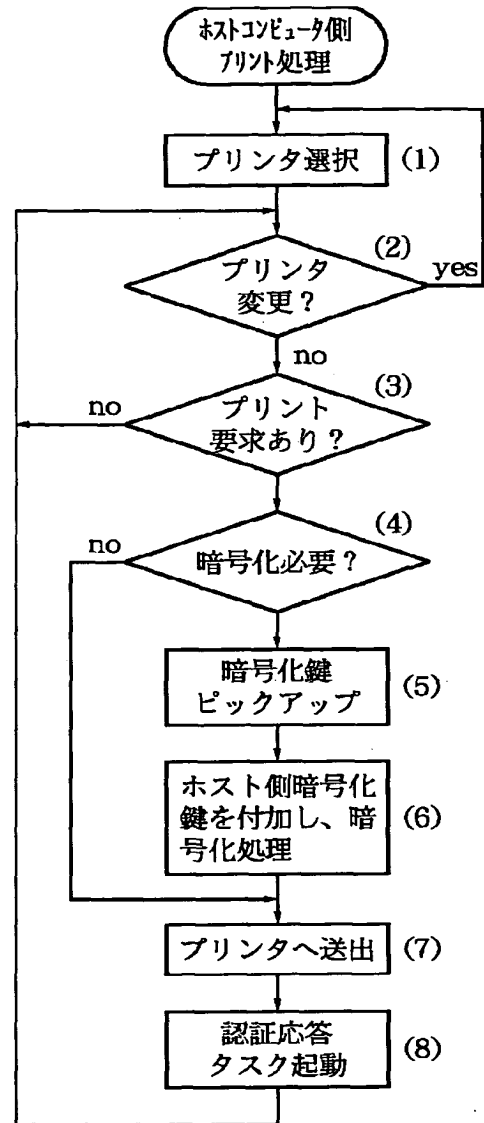 ホストコンピュータ側
プリント処理
プリンタ選択
(1)
(2)
プリンタ
変更？
yes
no
(3)
no
プリント
要求あり？
(4)
no
暗号化必要？
暗号化鍵
ピックアップ
(5)
ホスト側暗号化
鍵を付加し、暗
号化処理
(6)
プリンタへ送出
(7)
認証応答
タスク起動
(8)